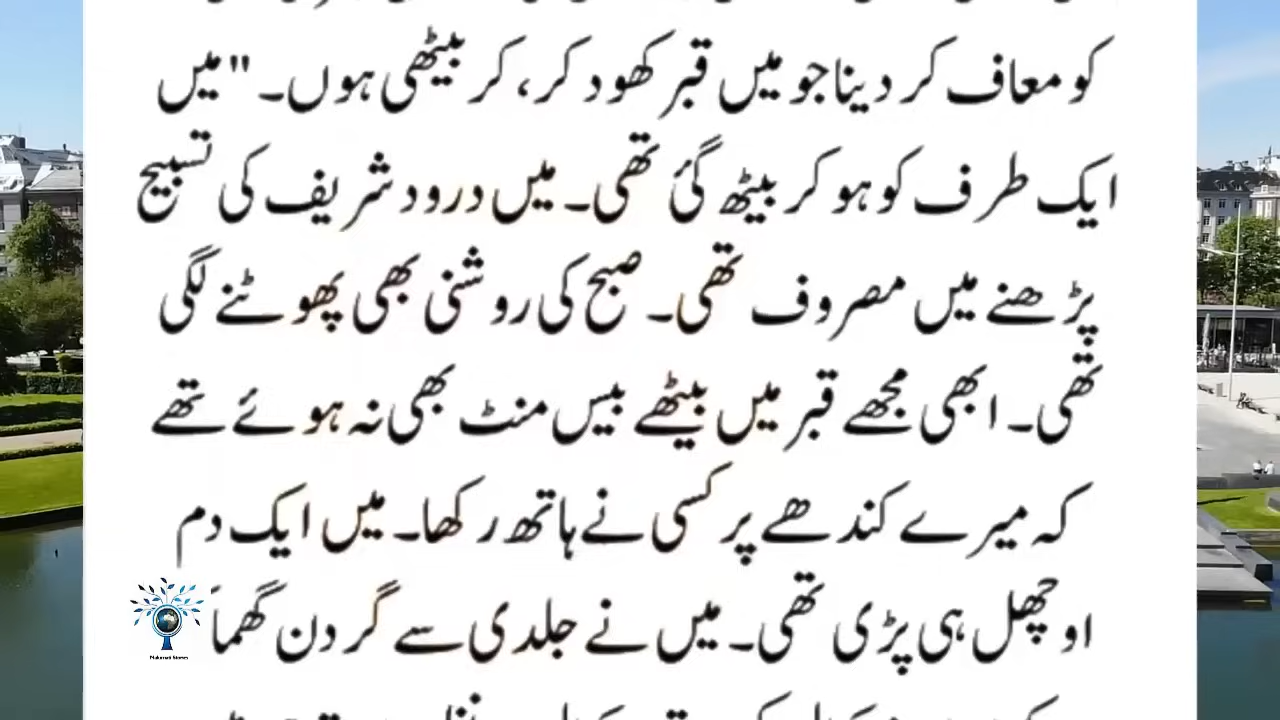 کو معاف کر دینا جو میں قبر کھود کر، کر بیٹھی ہوں۔"میں
ایک طرف کو ہو کر بیٹھ گئ تھی۔ میں درود شریف کی تسبیح
پڑھنے میں مصروف تھی۔ صبح کی روشنی بھی پھوٹنے لگی
تھی۔ ابھی مجھے قبر میں بیٹھے بیس منٹ بھی نہ ہوئے تھے
کہ میرے کندھے پر کسی نے ہاتھ رکھا۔ میں ایک دم
اوچھل ہی پڑی تھی۔ میں نے جلدی سے گردن گھما